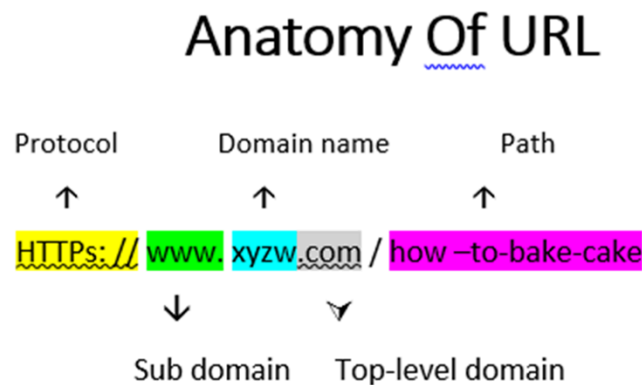 Anatomy Of URL
Protocol Domain name Path
HTTPs: // www. xyzw.com / how –to-bake-cake
Sub domain Top-level domain